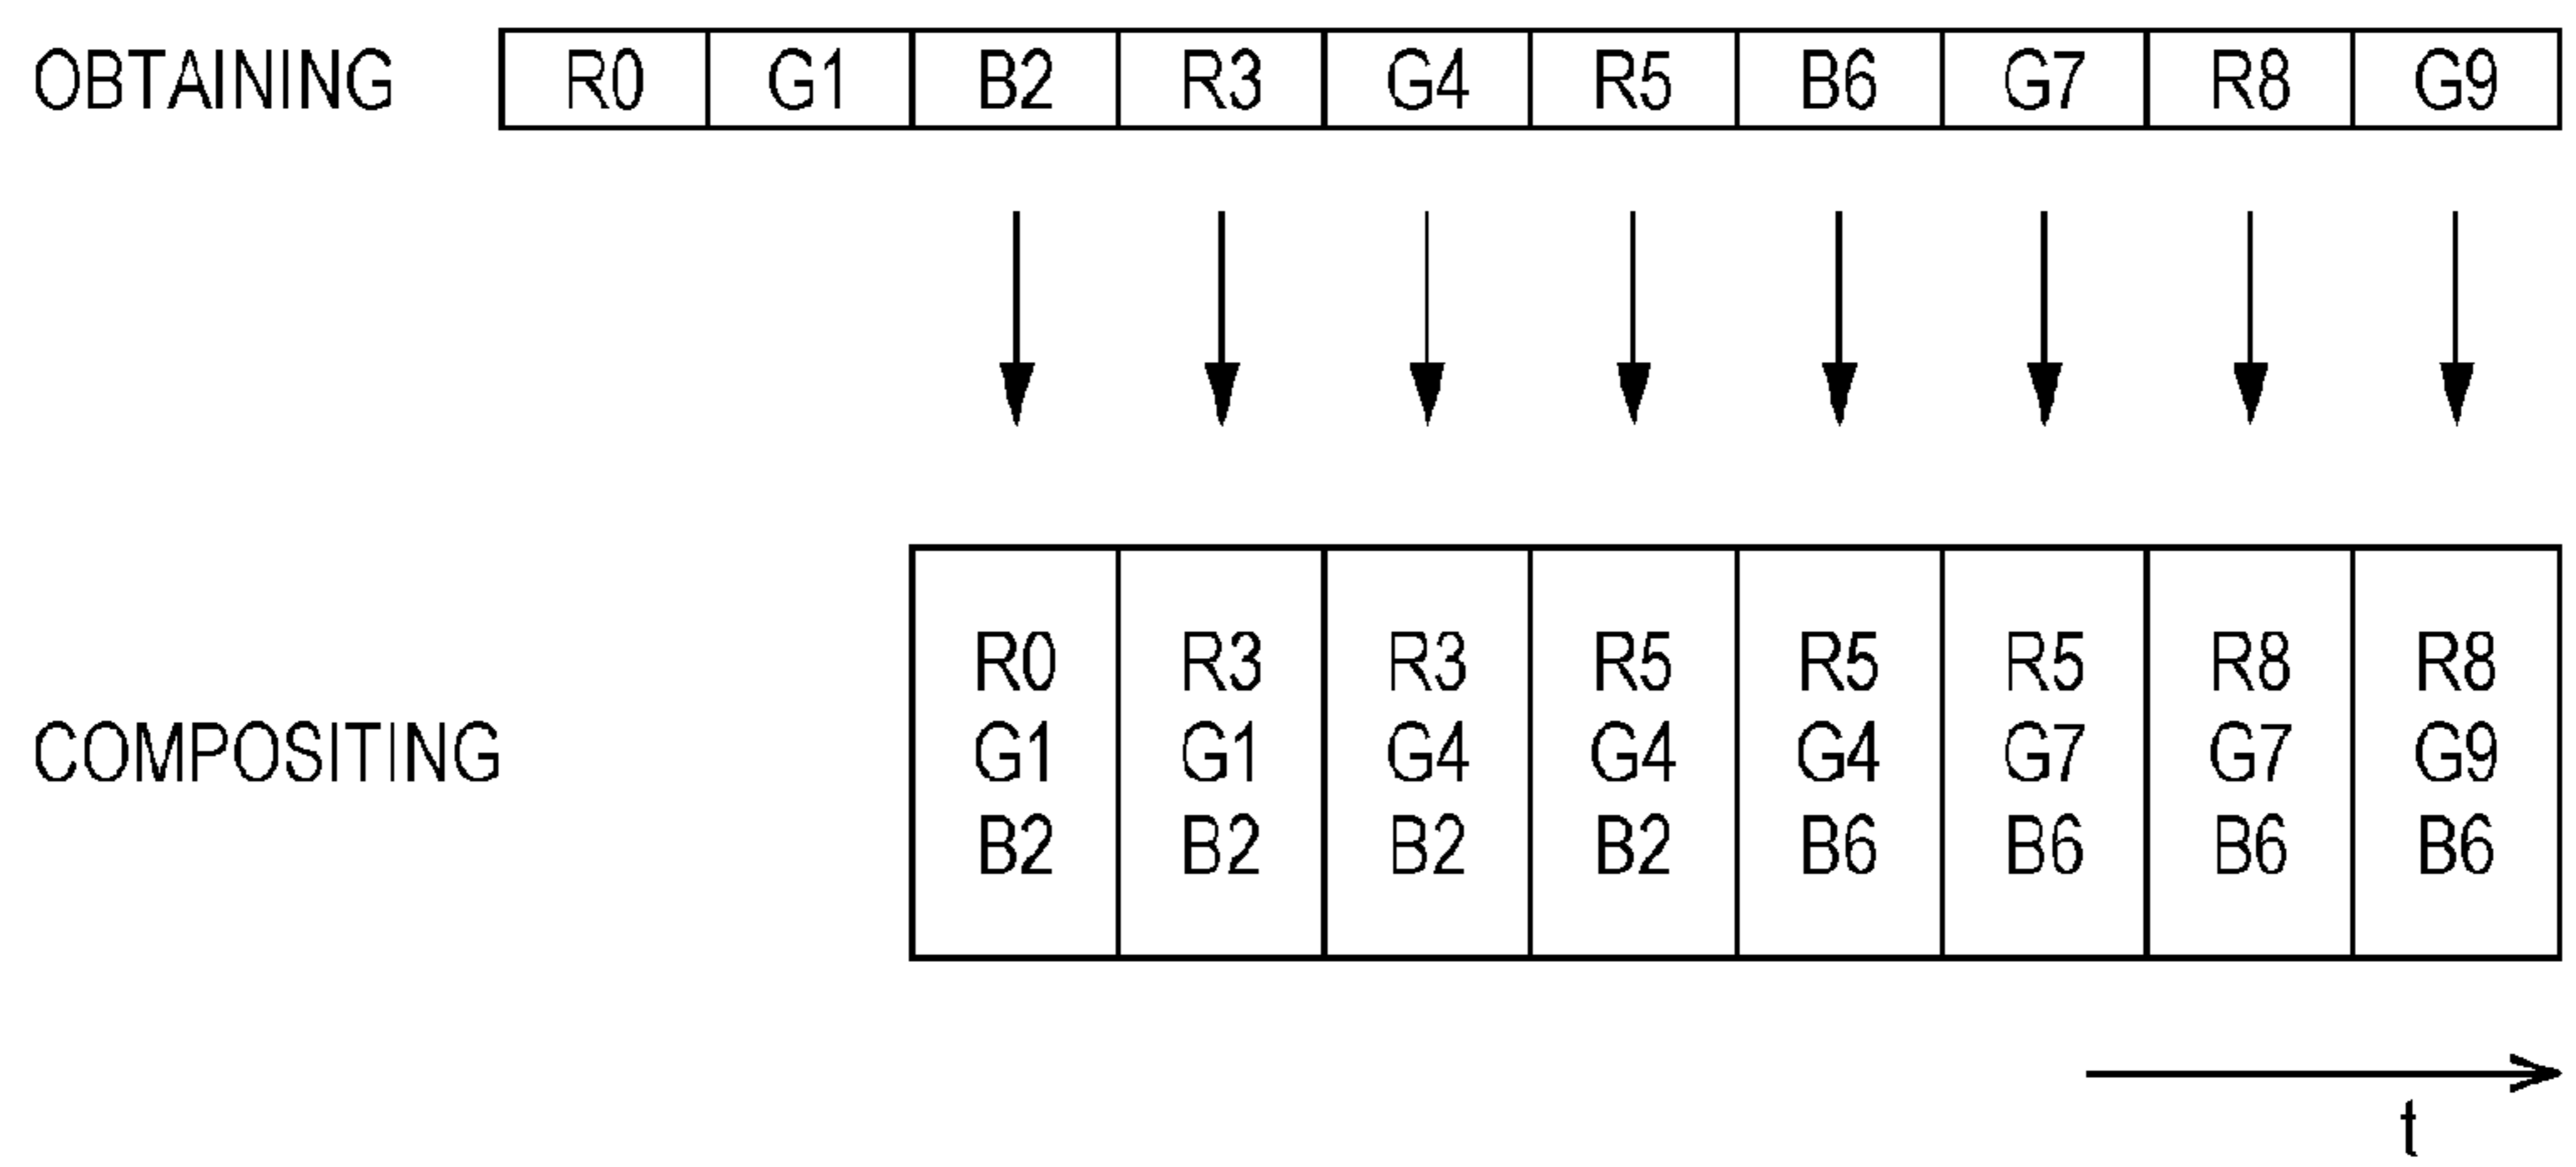 OBTAINING R0 G1 B2 R3 G4 R5 B6 G7 R8 G9
R0 R3 R3 R5 R5 R5 R8 R8
COMPOSITING G1 G1 G4 G4 G4 G7 G7 G9
B2 B2 B2 B2 B6 B6 B6 B6
t